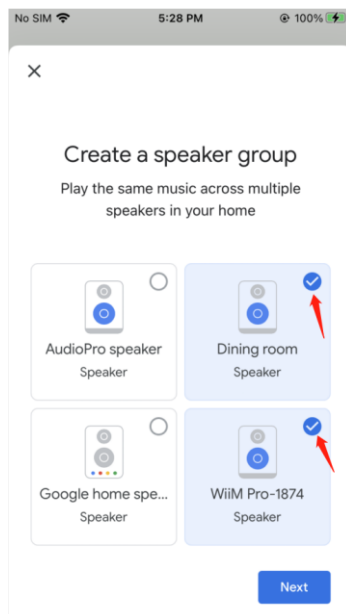 No SIM 5:28 PM 100%
Create a speaker group
Play the same music across multiple
speakers in your home
AudioPro speaker
Speaker
Dining room
Speaker
Google home spe...
Speaker
WiiM Pro-1874
Speaker
Next